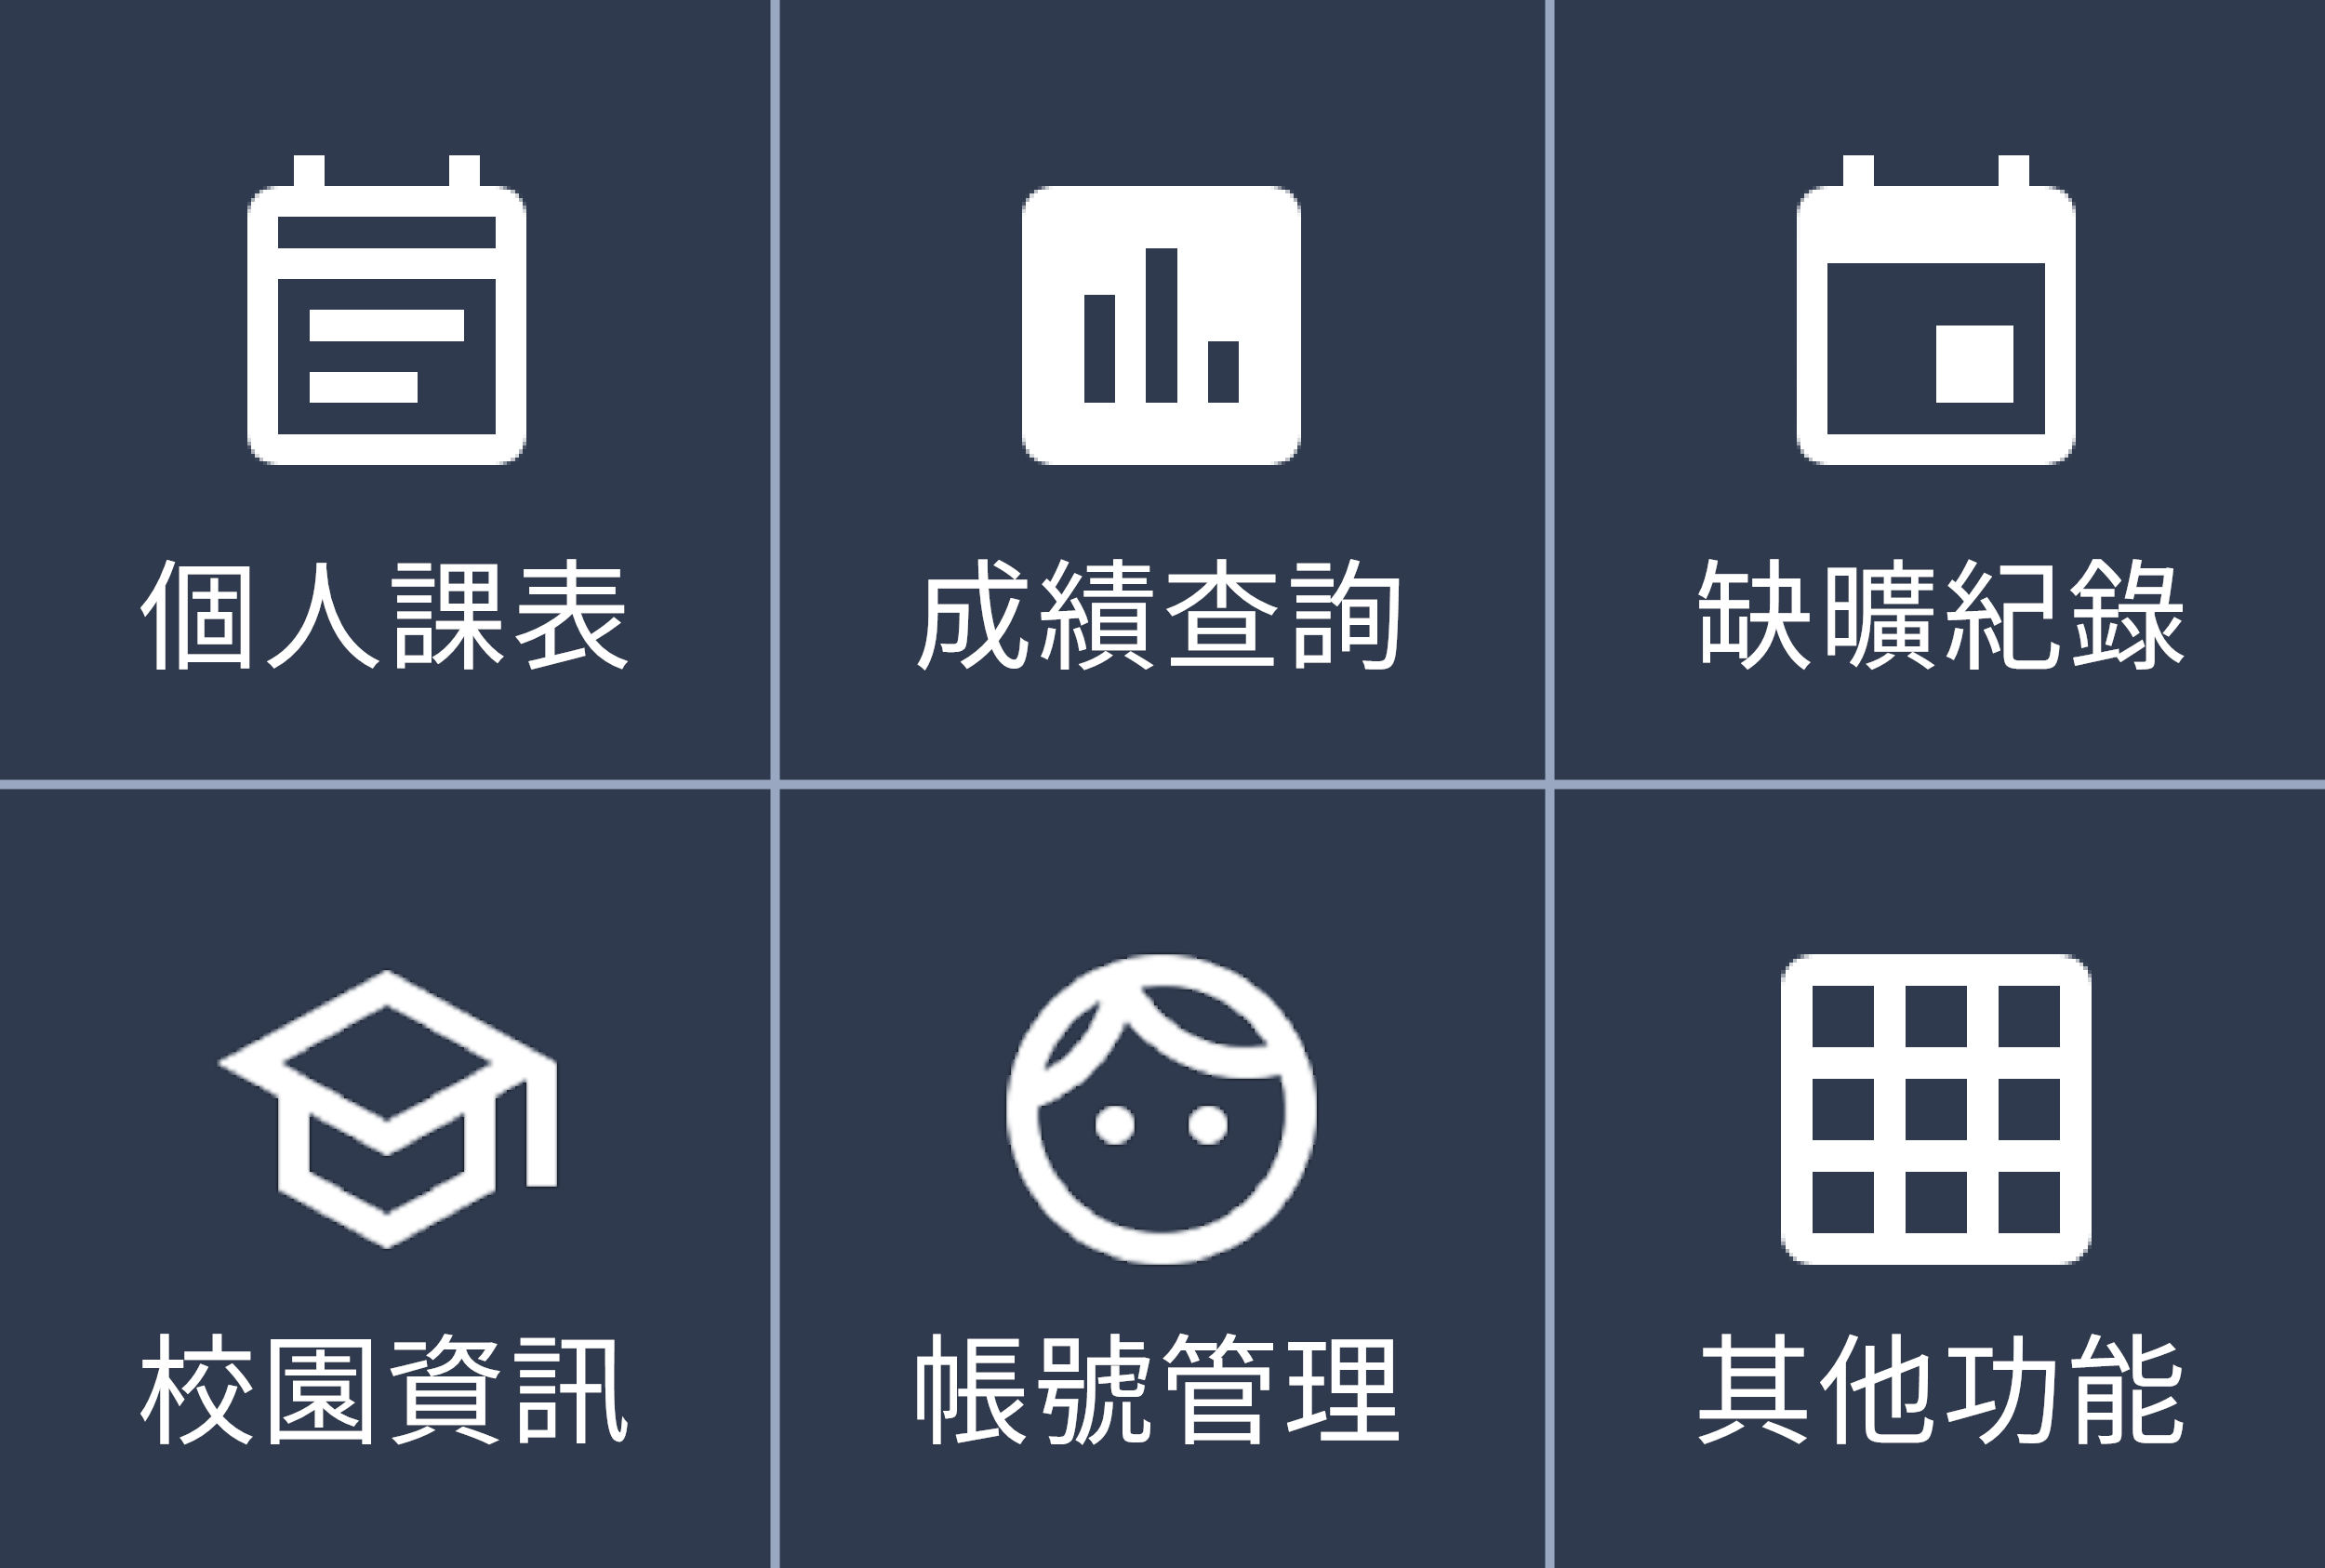 個人課表
成績查詢
缺曠紀錄
校園資訊
帳號管理
其他功能